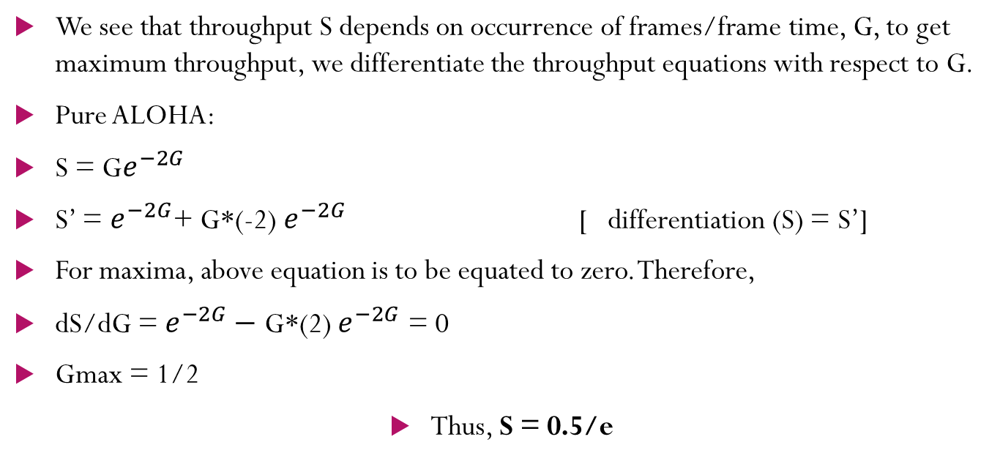 ▶ We see that throughput S depends on occurrence of frames/frame time, G, to get
maximum throughput, we differentiate the throughput equations with respect to G.
▶ Pure ALOHA:
▶ S = Ge^{-2G}
▶ S’ = e^{-2G}+ G*(-2) e^{-2G} [ differentiation (S) = S’]
▶ For maxima, above equation is to be equated to zero. Therefore,
▶ dS/dG = e^{-2G} − G*(2) e^{-2G} = 0
▶ Gmax = 1/2
▶ Thus, S = 0.5/e